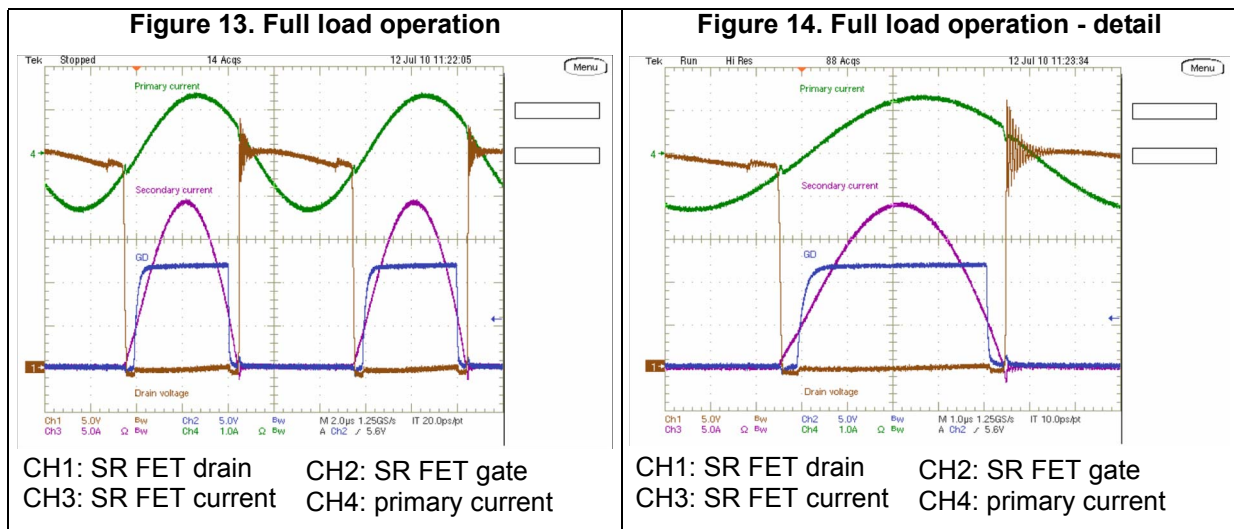 Figure 13. Full load operation
Tek Stopped 14 Acqs 12 Jul 10 11:22:05
Menu
Primary current
4
Secondary current
GD
1
Drain voltage
Ch1 5.0V Bw Ch2 5.0V Bw M 2.0µs 1.25GS/s IT 20.0ps/pt
Ch3 5.0A Ω Bw Ch4 1.0A Ω Bw A Ch2 ∫ 5.6V
CH1: SR FET drain CH2: SR FET gate
CH3: SR FET current CH4: primary current
Figure 14. Full load operation - detail
Tek Run Hi Res 88 Acqs 12 Jul 10 11:23:34
Menu
Primary current
4
Secondary current
GD
1
Drain voltage
Ch1 5.0V Bw Ch2 5.0V Bw M 1.0µs 1.25GS/s IT 10.0ps/pt
Ch3 5.0A Ω Bw Ch4 1.0A Ω Bw A Ch2 ∫ 5.6V
CH1: SR FET drain CH2: SR FET gate
CH3: SR FET current CH4: primary current